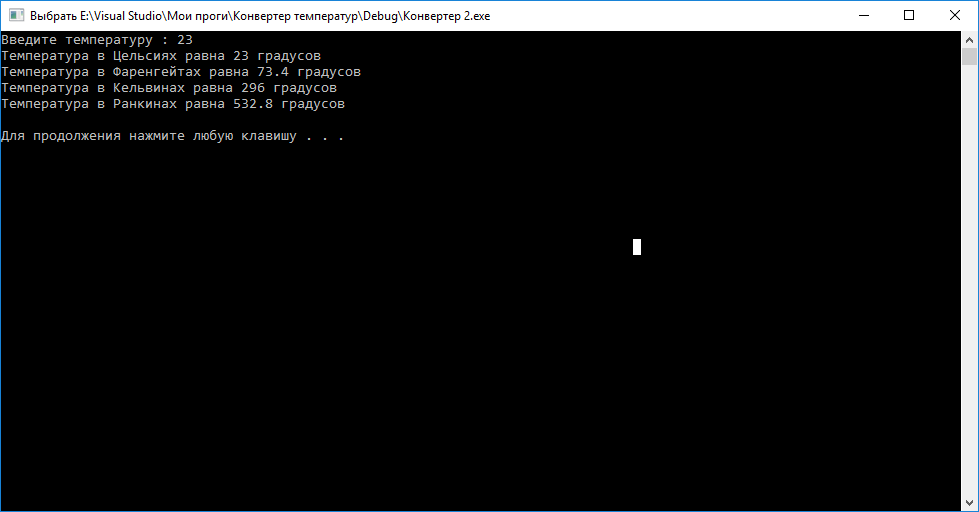 Выбрать E:\Visual Studio\Мои проги\Конвертер температур\Debug\Конвертер 2.exe
Введите температуру : 23
Температура в Цельсиях равна 23 градусов
Температура в Фаренгейтах равна 73.4 градусов
Температура в Кельвинах равна 296 градусов
Температура в Ранкинах равна 532.8 градусов
Для продолжения нажмите любую клавишу . . .